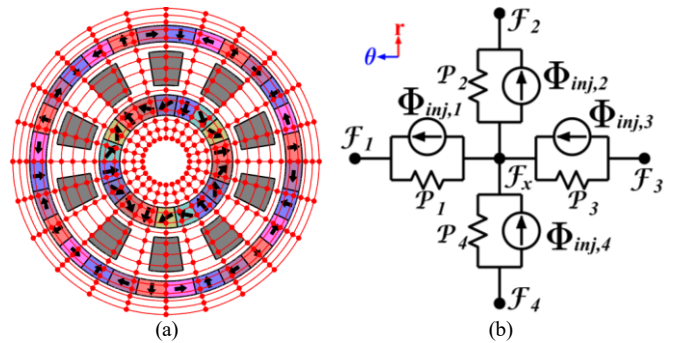 r
θ
ℱ₂
𝒫₂
Φinj,2
Φinj,1
Φinj,3
ℱ₁
ℱₓ
ℱ₃
𝒫₁
𝒫₃
𝒫₄
Φinj,4
ℱ₄
(a)
(b)